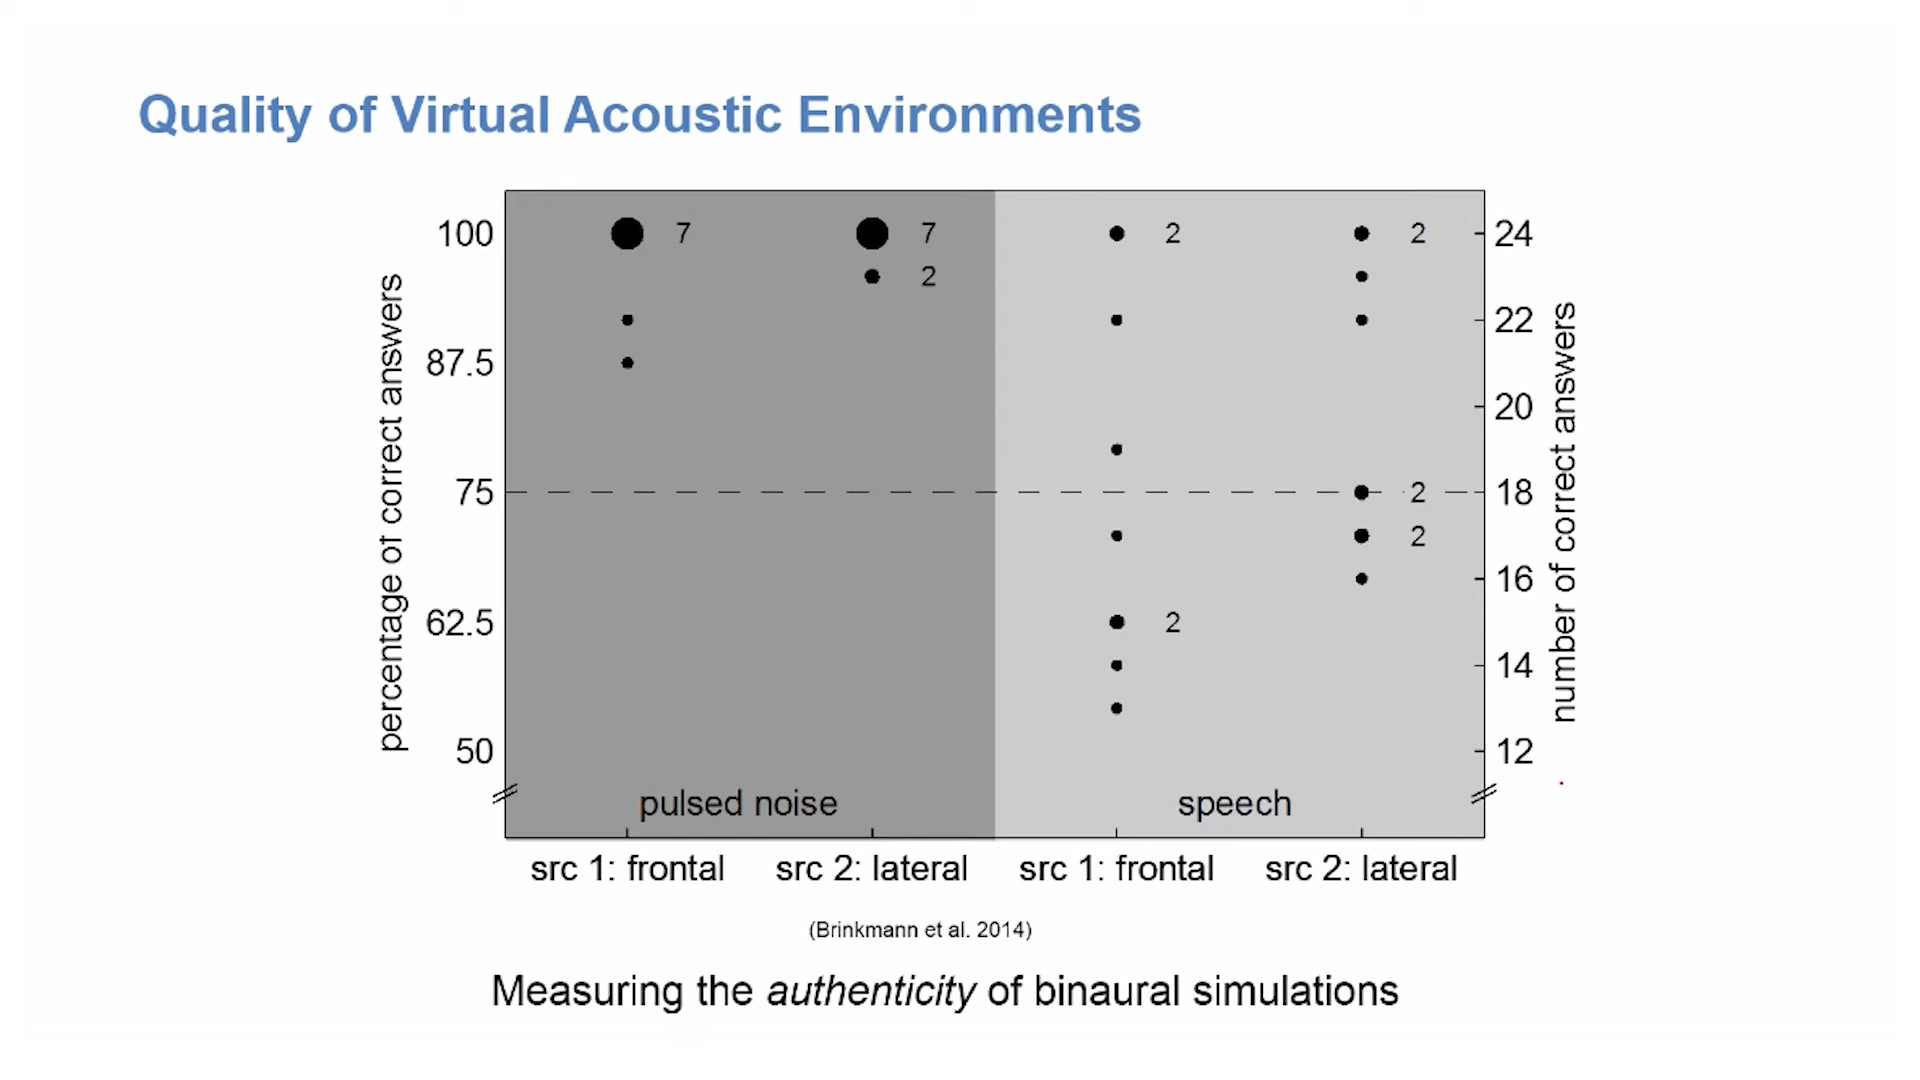 Quality of Virtual Acoustic Environments
percentage of correct answers
number of correct answers
100 7 7 2 2 24
2
22
87.5
20
75 2 18
2
16
62.5 2
14
50 12
pulsed noise speech
src 1: frontal src 2: lateral src 1: frontal src 2: lateral
(Brinkmann et al. 2014)
Measuring the authenticity of binaural simulations